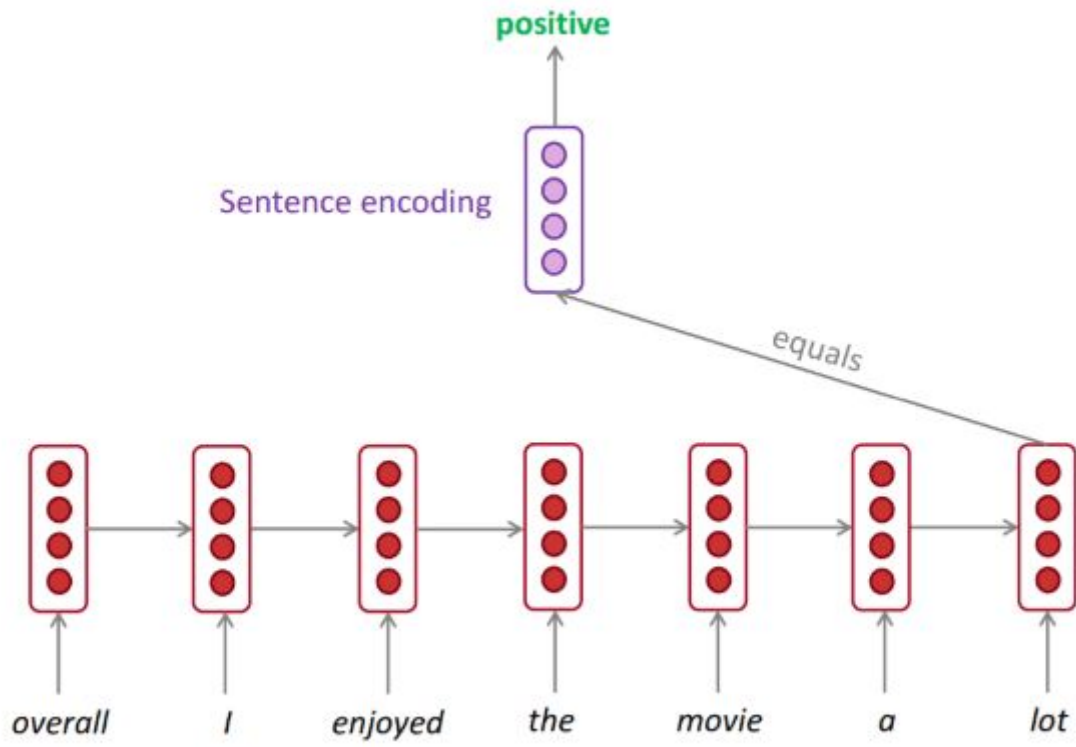 positive
Sentence encoding
equals
overall I enjoyed the movie a lot